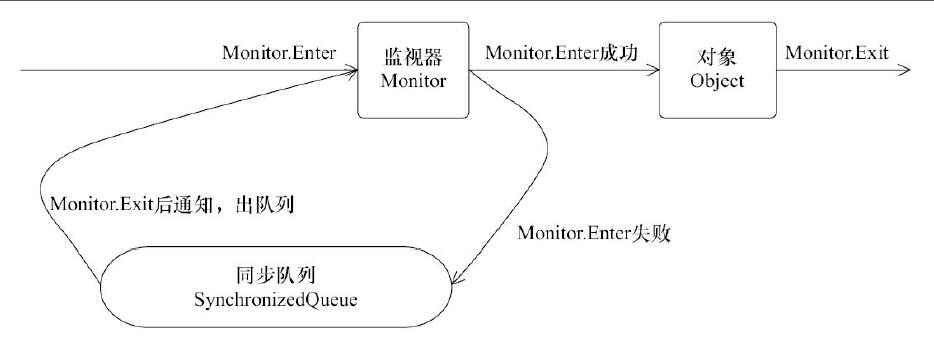 Monitor.Enter
监视器
Monitor
Monitor.Enter成功
对象
Object
Monitor.Exit
Monitor.Exit后通知，出队列
Monitor.Enter失败
同步队列
SynchronizedQueue